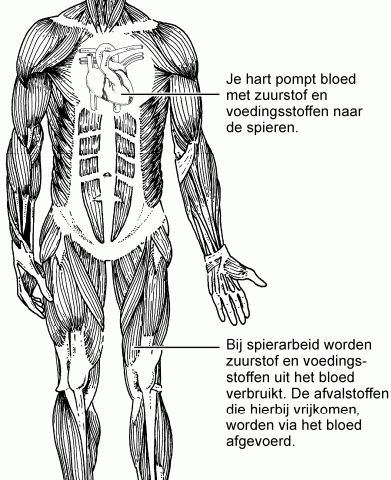 Je hart pompt bloed
met zuurstof en
voedingsstoffen naar
de spieren.
Bij spierarbeid worden
zuurstof en voedings-
stoffen uit het bloed
verbruikt. De afvalstoffen
die hierbij vrijkomen,
worden via het bloed
afgevoerd.